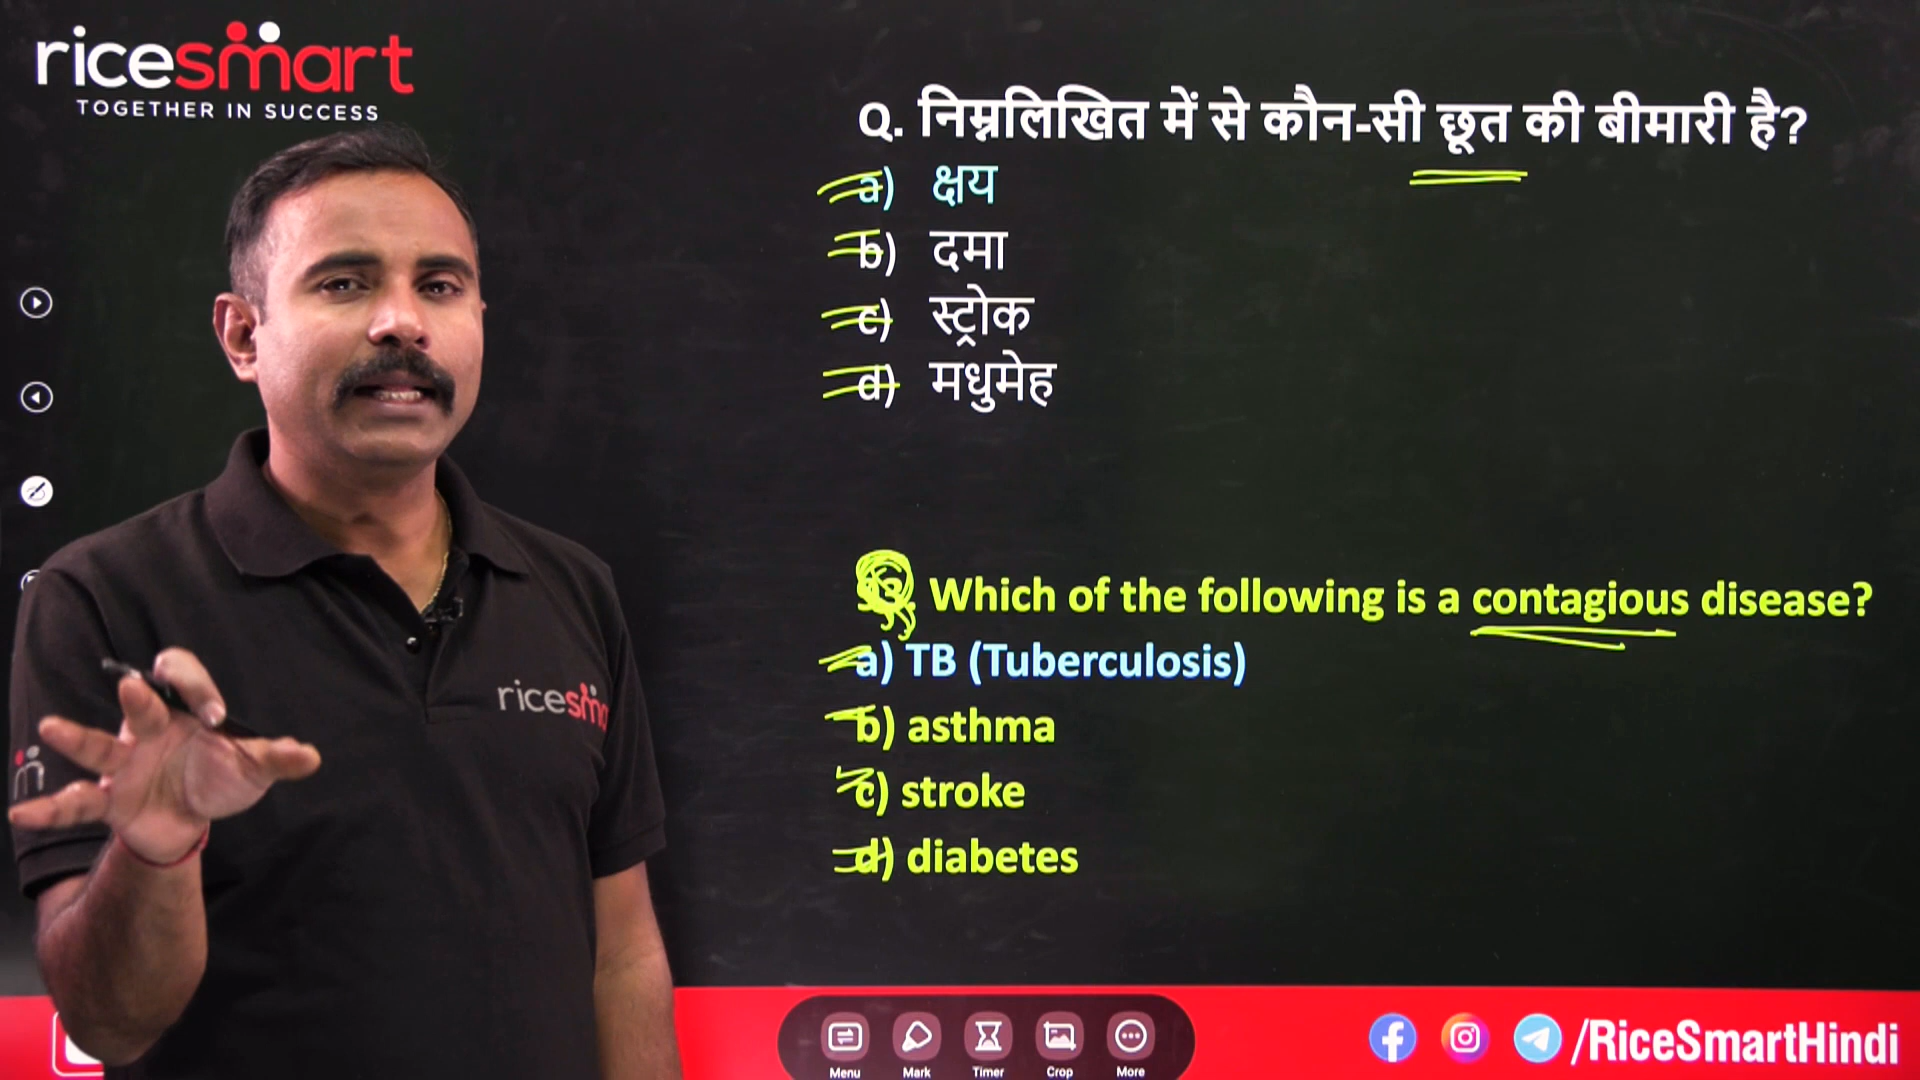 ricesmart
TOGETHER IN SUCCESS
Q. निम्नलिखित में से कौन-सी छूत की बीमारी है?
a) क्षय
b) दमा
c) स्ट्रोक
d) मधुमेह
Which of the following is a contagious disease?
a) TB (Tuberculosis)
b) asthma
c) stroke
d) diabetes
ricesma
Menu Mark Timer Crop More
/RiceSmartHindi